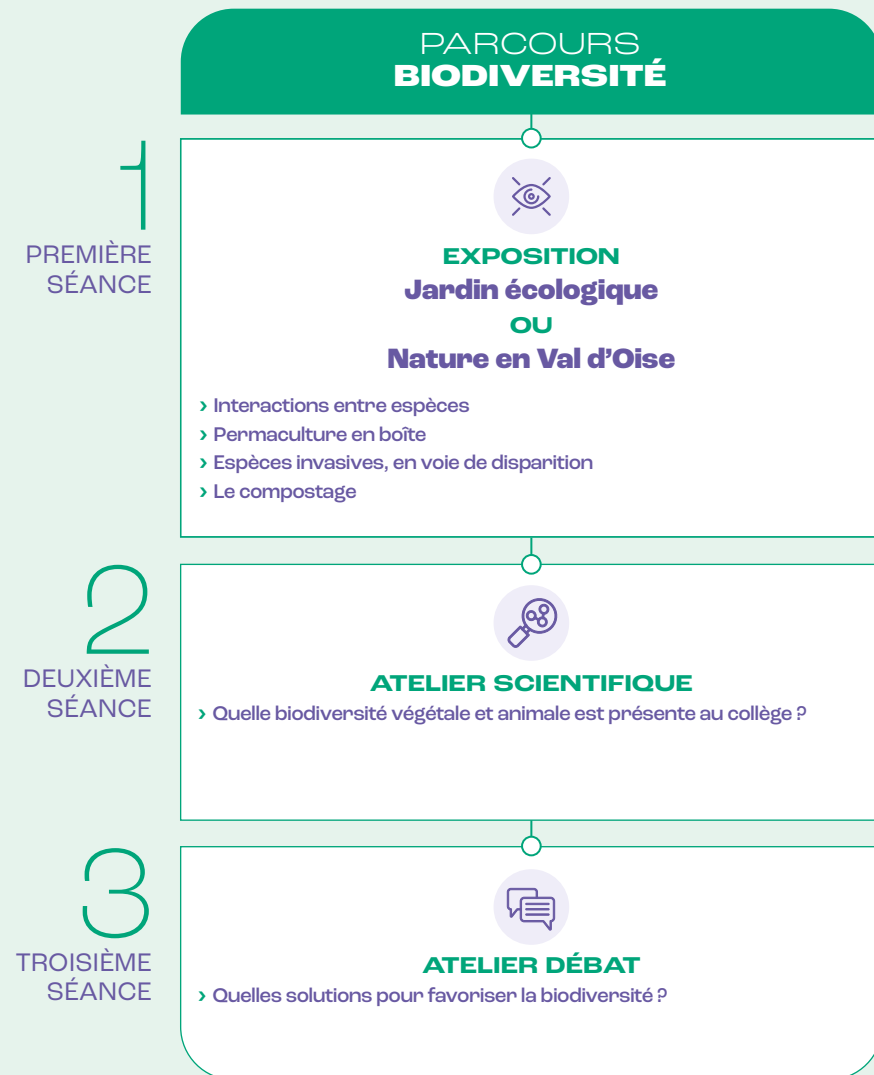 PARCOURS
BIODIVERSITÉ
1
PREMIÈRE
SÉANCE
EXPOSITION
Jardin écologique
OU
Nature en Val d’Oise
› Interactions entre espèces
› Permaculture en boîte
› Espèces invasives, en voie de disparition
› Le compostage
2
DEUXIÈME
SÉANCE
ATELIER SCIENTIFIQUE
› Quelle biodiversité végétale et animale est présente au collège ?
3
TROISIÈME
SÉANCE
ATELIER DÉBAT
› Quelles solutions pour favoriser la biodiversité ?